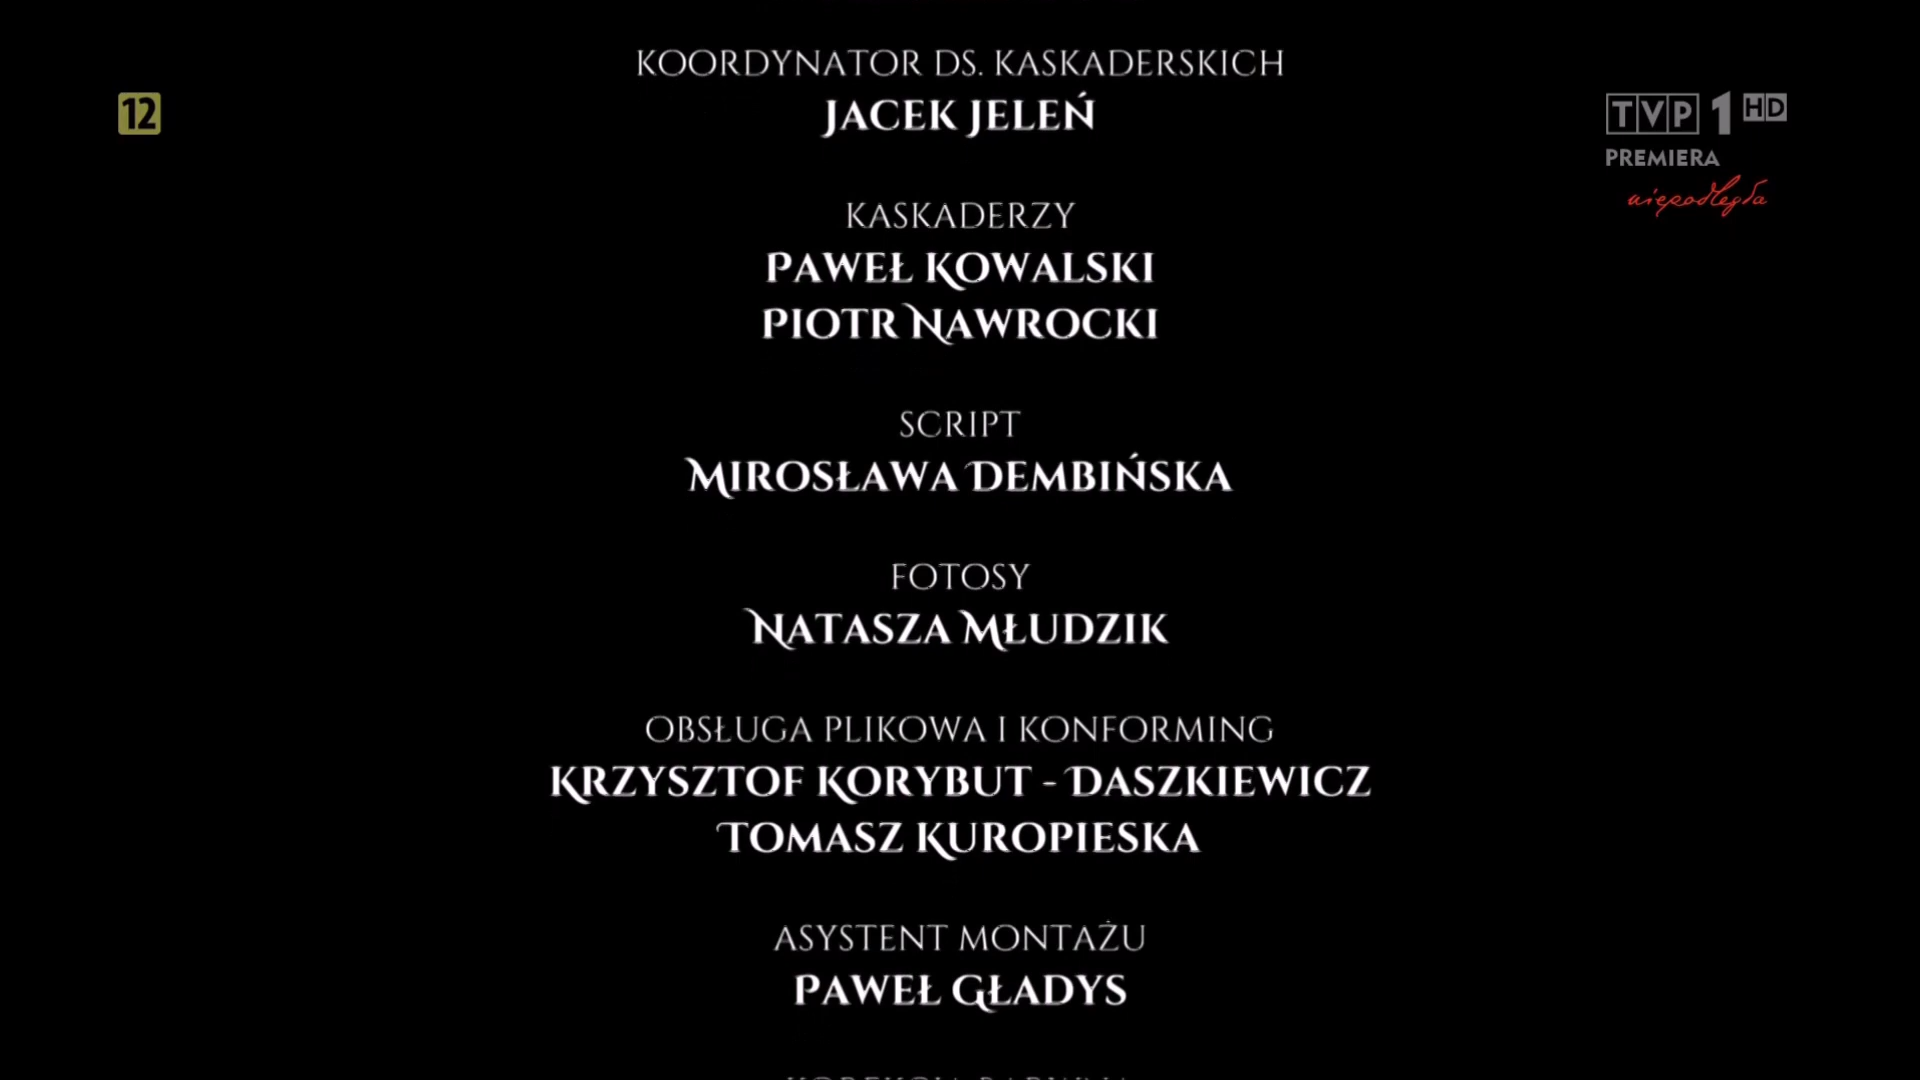 KOORDYNATOR DS. KASKADERSKICH
JACEK JELEŃ
12
TVP 1 HD
PREMIERA
niepodległa
KASKADERZY
PAWEŁ KOWALSKI
PIOTR NAWROCKI
SCRIPT
MIROSŁAWA DEMBIŃSKA
FOTOSY
NATASZA MŁUDZIK
OBSŁUGA PLIKOWA I KONFORMING
KRZYSZTOF KORYBUT - DASZKIEWICZ
TOMASZ KUROPIESKA
ASYSTENT MONTAŻU
PAWEŁ GŁADYS